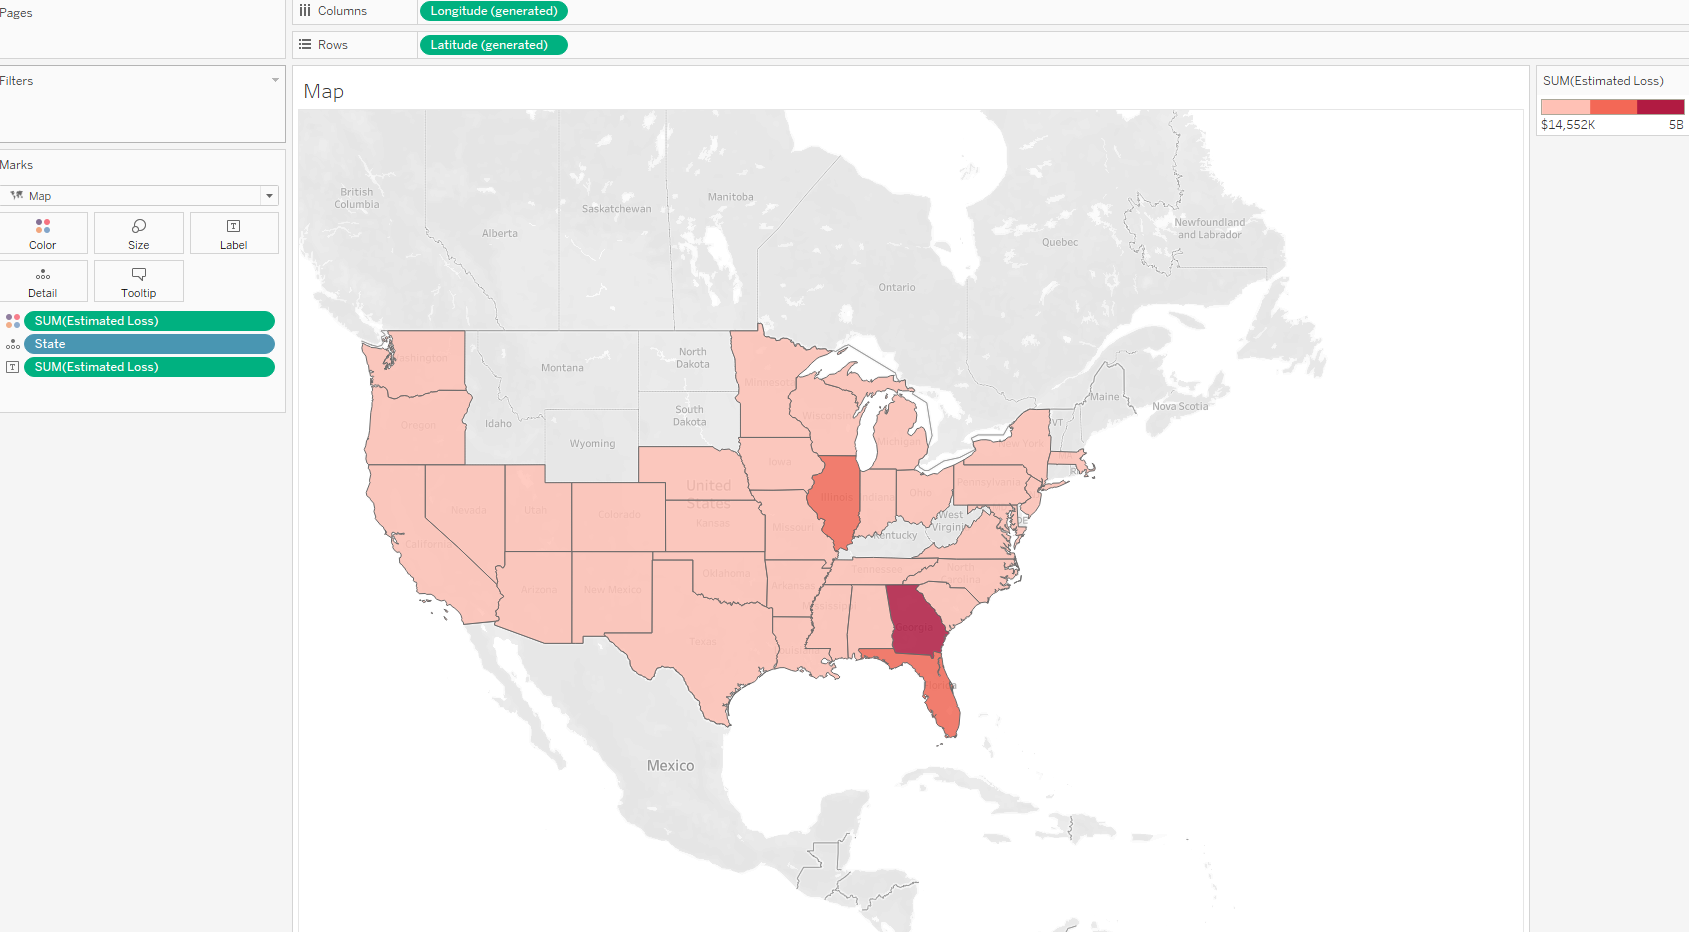 Pages
Columns
Longitude (generated)
Rows
Latitude (generated)
Filters
Marks
Map
Color
Size
Label
Detail
Tooltip
SUM(Estimated Loss)
State
SUM(Estimated Loss)
Map
British
Columbia
Alberta
Saskatchewan
Manitoba
Ontario
Quebec
Newfoundland
and Labrador
Nova Scotia
Maine
VT
Montana
North
Dakota
South
Dakota
Idaho
Wyoming
Minnesota
Wisconsin
Michigan
New York
Oregon
Iowa
United
States
Illinois
Indiana
Ohio
Pennsylvania
Nevada
Utah
Colorado
Kansas
Missouri
West
Virginia
DE
Kentucky
California
Arizona
New Mexico
Oklahoma
Arkansas
Tennessee
North
Carolina
Mississippi
Georgia
Texas
Louisiana
Florida
Mexico
SUM(Estimated Loss)
$14,552K
5B